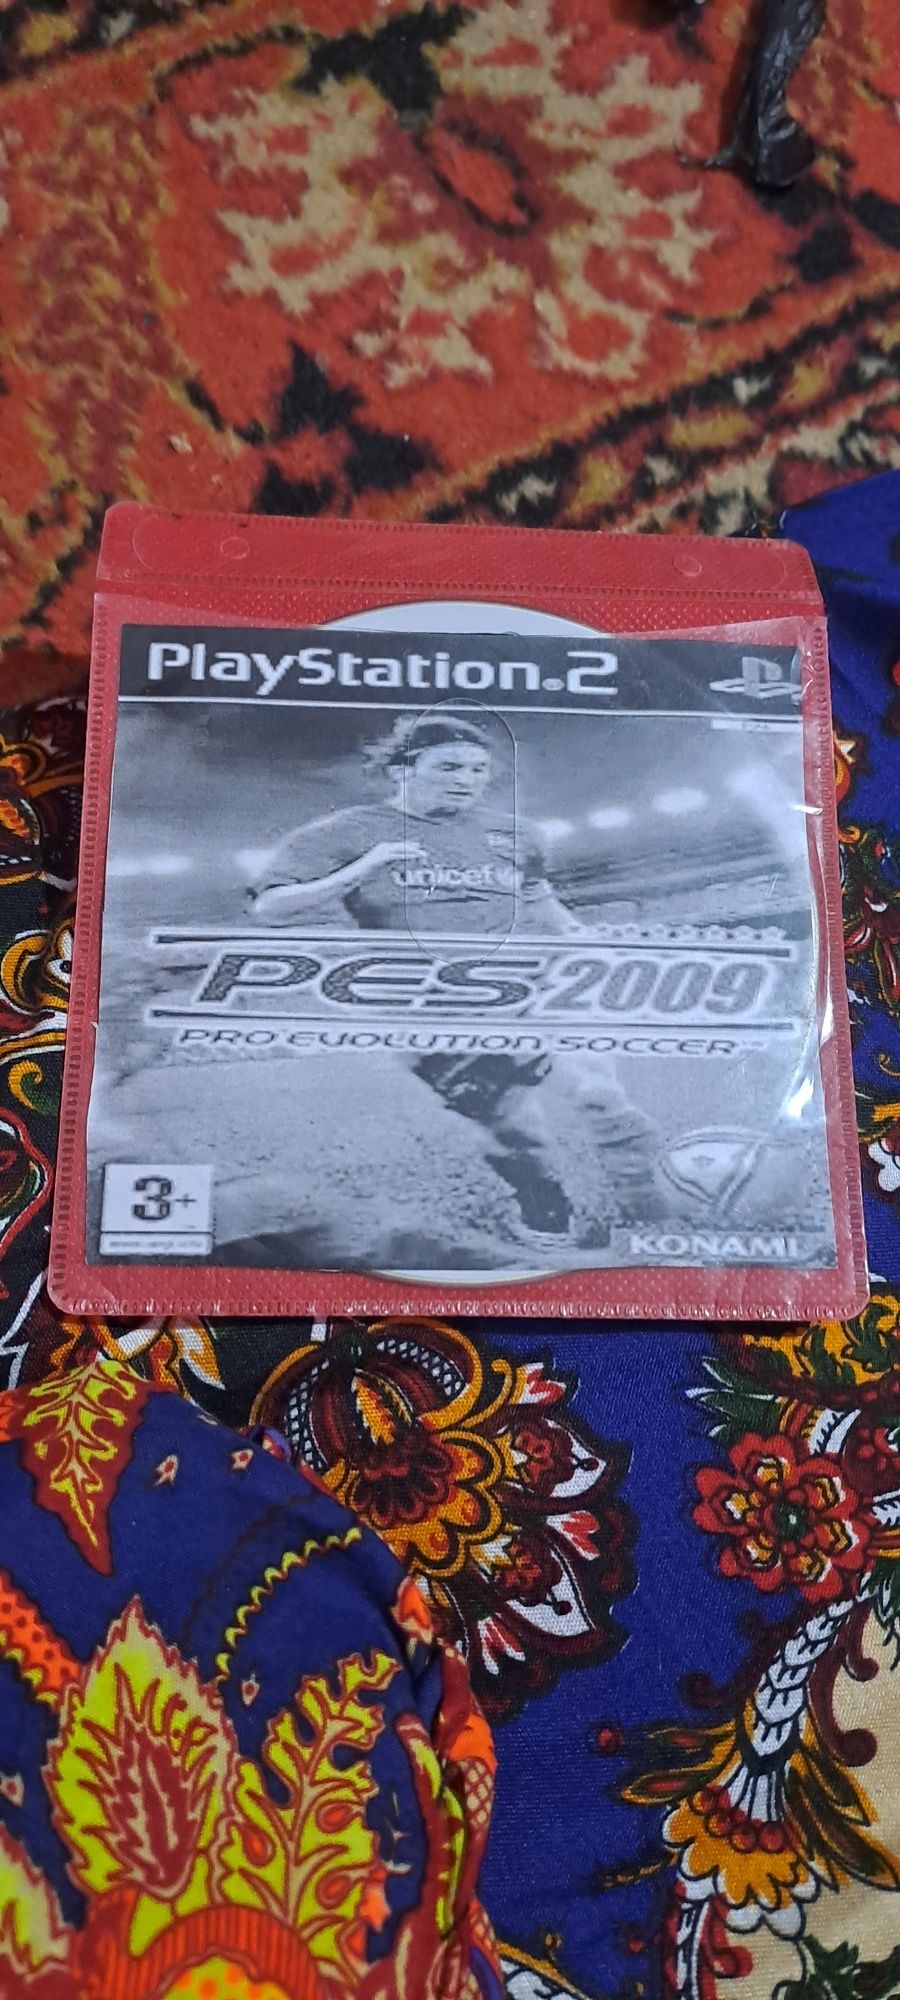 PlayStation.2
unicef
PES 2009
PRO EVOLUTION SOCCER
3+
KONAMI